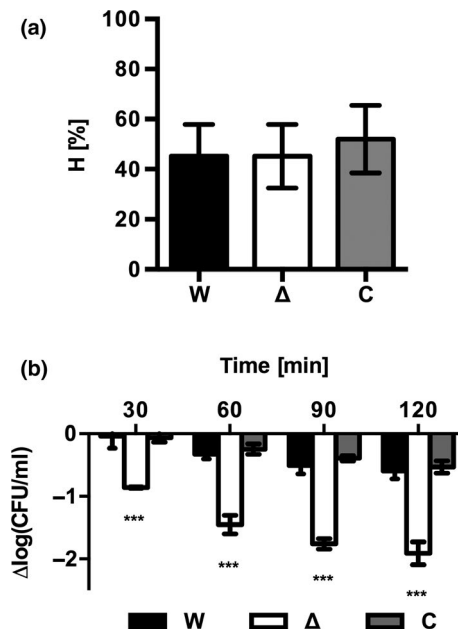 (a)
100
80
60
40
20
0
H [%]
W Δ C
(b)
Time [min]
30 60 90 120
0
−1
−2
Δlog(CFU/ml)
*** *** *** ***
W Δ C